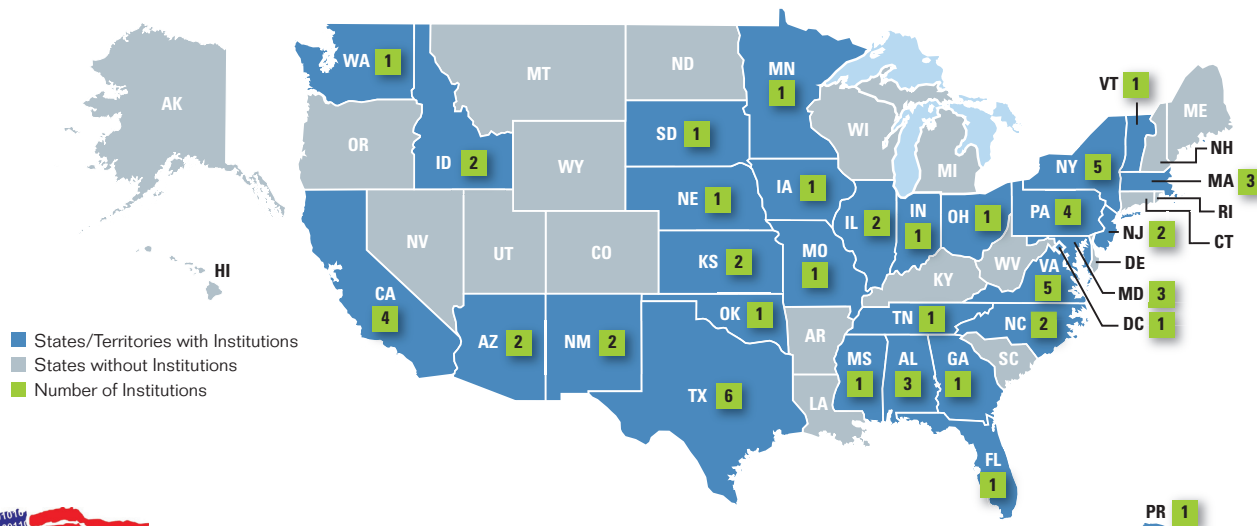 AK
HI
WA 1
MT
ND
MN
1
VT 1
ME
OR
ID 2
WY
SD 1
WI
MI
NY 5
NH
MA 3
NE 1
IA 1
IL 2
IN
1
OH 1
PA 4
RI
NJ 2
CT
NV
UT
CO
KS 2
MO
1
KY
WV
VA
5
DE
MD 3
DC 1
CA
4
AZ 2
NM 2
OK 1
AR
TN 1
NC 2
SC
TX 6
LA
MS
1
AL
3
GA
1
FL
1
PR 1
States/Territories with Institutions
States without Institutions
Number of Institutions